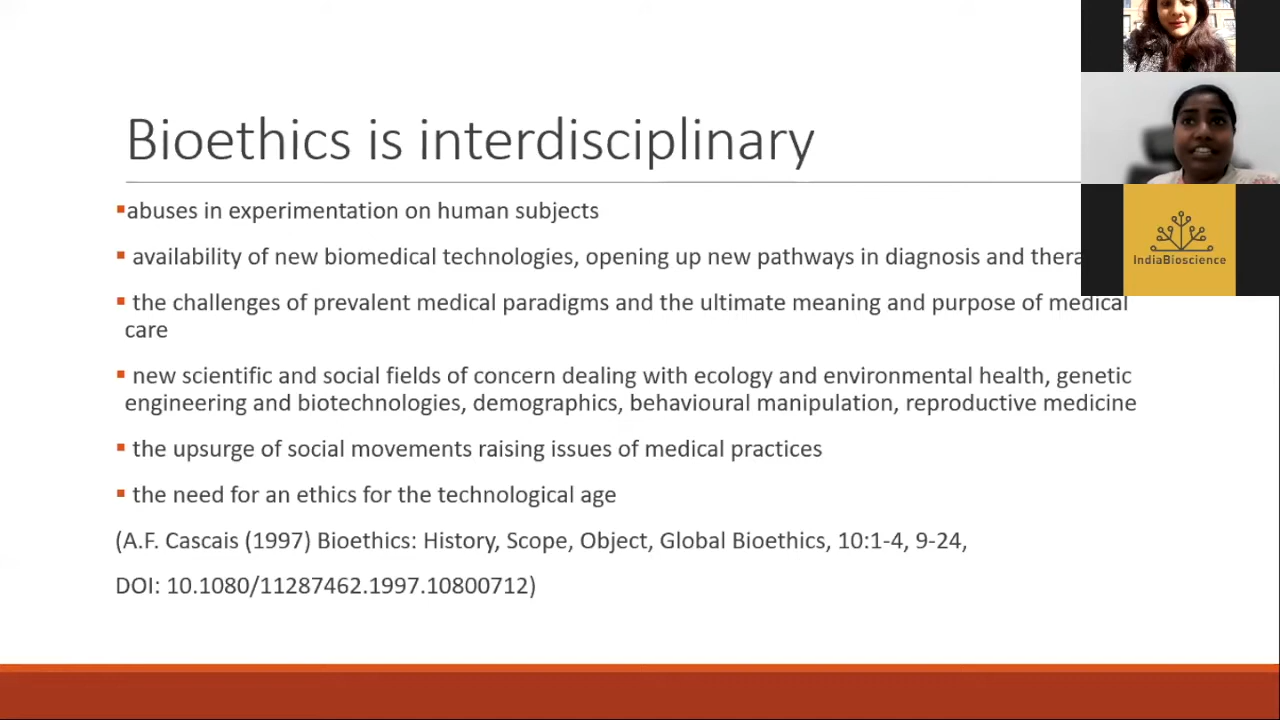 Bioethics is interdisciplinary
abuses in experimentation on human subjects
availability of new biomedical technologies, opening up new pathways in diagnosis and
the challenges of prevalent medical paradigms and the ultimate meaning and purpose of medical
care
new scientific and social fields of concern dealing with ecology and environmental health, genetic
engineering and biotechnologies, demographics, behavioural manipulation, reproductive medicine
the upsurge of social movements raising issues of medical practices
the need for an ethics for the technological age
(A.F. Cascais (1997) Bioethics: History, Scope, Object, Global Bioethics, 10:1-4, 9-24,
DOI: 10.1080/11287462.1997.10800712)
IndiaBioscience